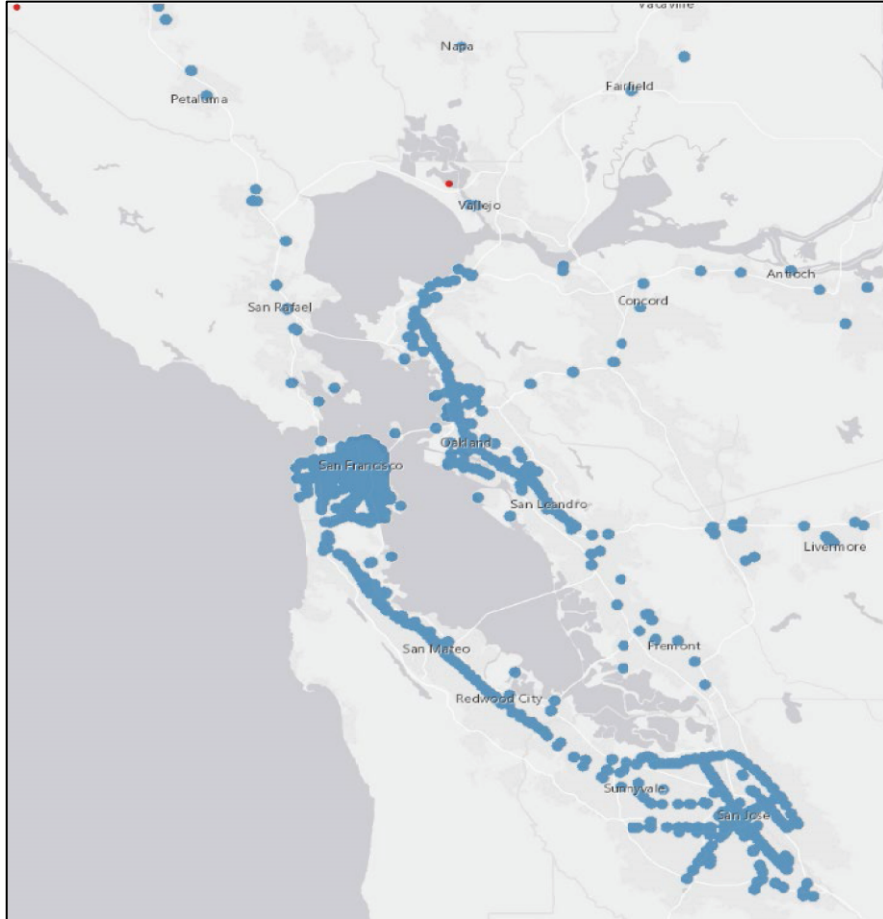 Vacaville
Napa
Fairfield
Petaluma
Vallejo
Antioch
San Rafael
Concord
Oakland
San Francisco
San Leandro
Livermore
San Mateo
Fremont
Redwood City
Sunnyvale
San Jose